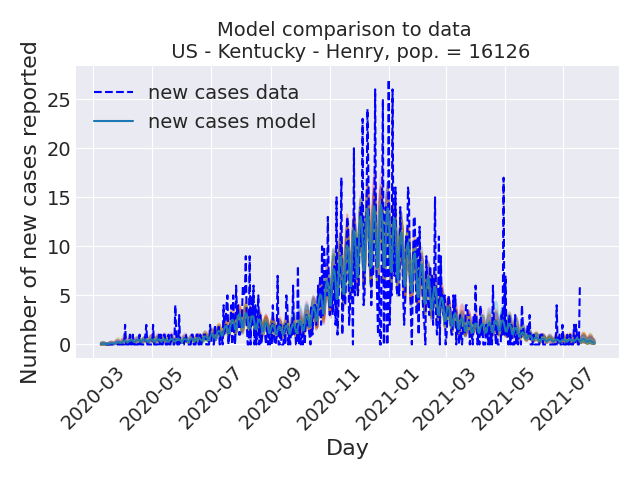 Model comparison to data
US - Kentucky - Henry, pop. = 16126
Number of new cases reported
new cases data
new cases model
25
20
15
10
5
0
2020-03
2020-05
2020-07
2020-09
2020-11
2021-01
2021-03
2021-05
2021-07
Day